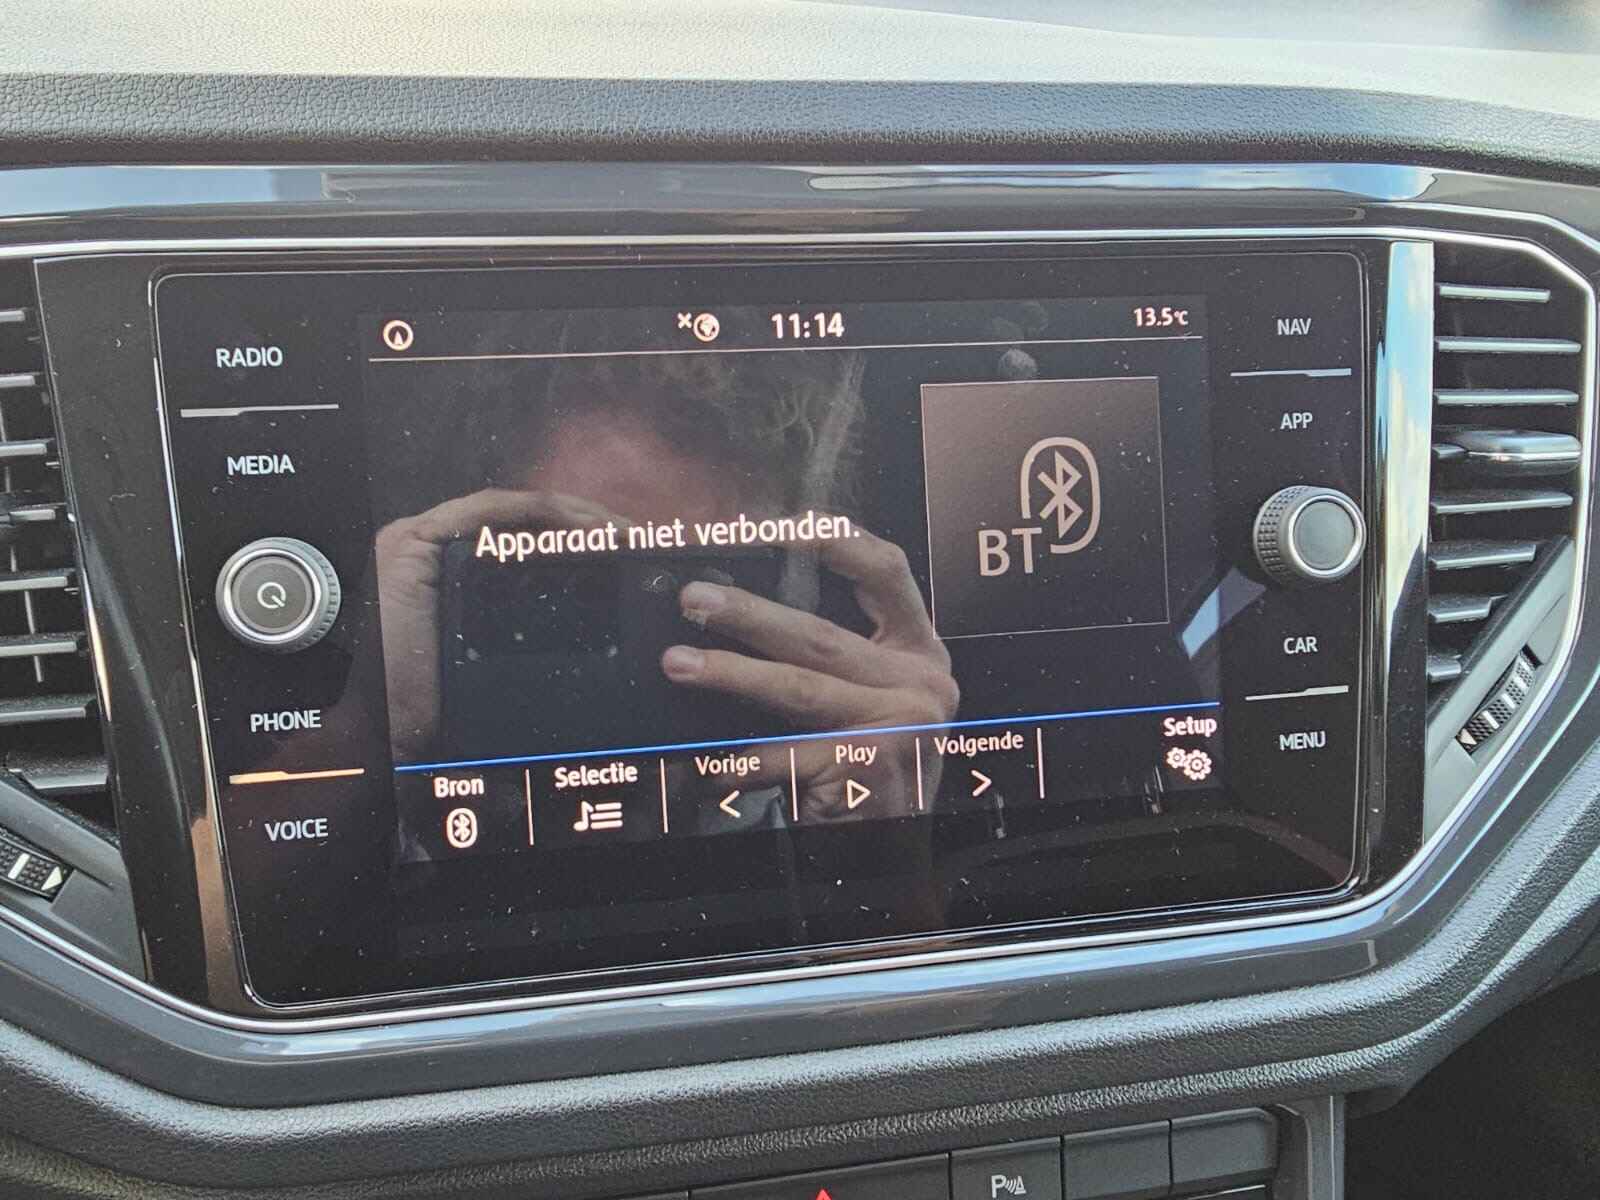 11:14
13.5°C
RADIO
MEDIA
PHONE
VOICE
NAV
APP
CAR
MENU
Apparaat niet verbonden.
BT
Bron
Selectie
Vorige
Play
Volgende
Setup
P